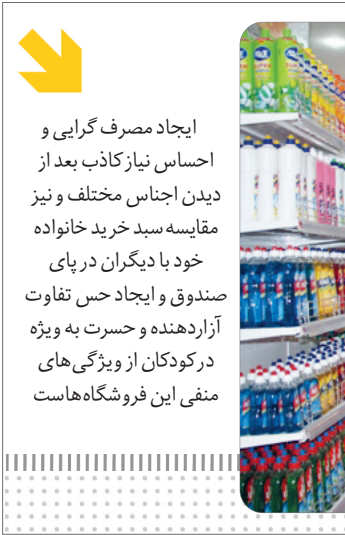 ایجاد مصرف گرایی و
احساس نیاز کاذب بعد از
دیدن اجناس مختلف و نیز
مقایسه سبد خرید خانواده
خود با دیگران در پای
صندوق و ایجاد حس تفاوت
آزاردهنده و حسرت به ویژه
در کودکان از ویژگی‌های
منفی این فروشگاه‌هاست